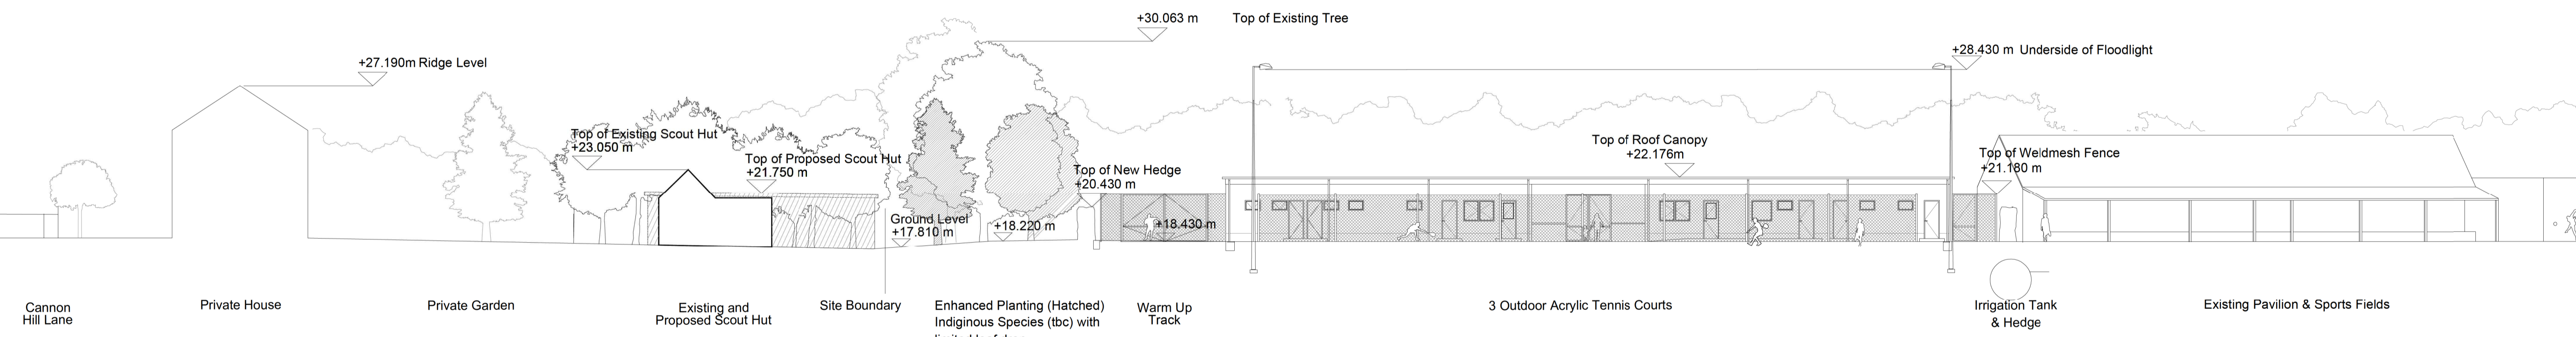 +30.063 m Top of Existing Tree
+28.430 m Underside of Floodlight
+27.190m Ridge Level
Top of Existing Scout Hut
+23.050 m
Top of Proposed Scout Hut
+21.750 m
Top of New Hedge
+20.430 m
Top of Roof Canopy
+22.176m
Top of Weldmesh Fence
+21.180 m
Ground Level
+17.810 m
+18.220 m
+18.430 m
Cannon
Hill Lane
Private House
Private Garden
Existing and
Proposed Scout Hut
Site Boundary
Enhanced Planting (Hatched)
Indiginous Species (tbc) with
Warm Up
Track
3 Outdoor Acrylic Tennis Courts
Irrigation Tank
& Hedge
Existing Pavilion & Sports Fields